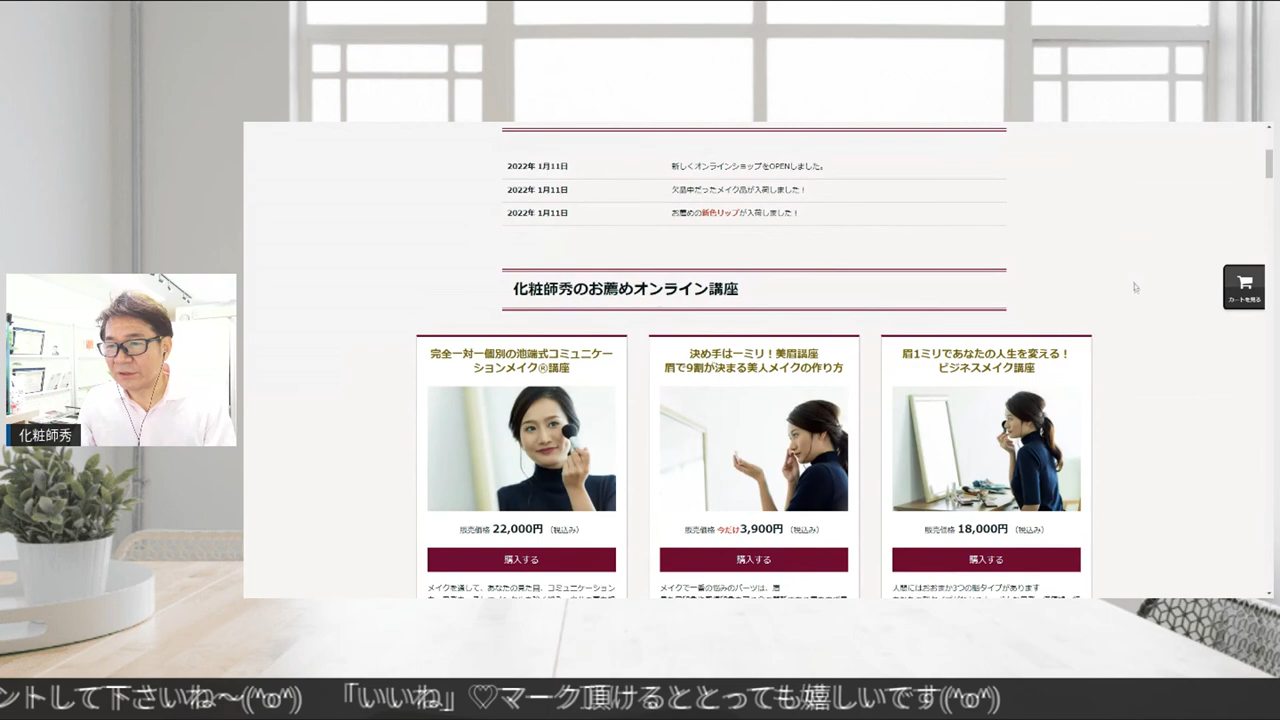 2022年 1月11日 新しくオンラインショップをOPENしました。
2022年 1月11日 欠品中だったメイク品が入荷しました！
2022年 1月11日 お薦めの新色リップが入荷しました！
化粧師秀のお薦めオンライン講座
カートを見る
完全一対一個別の池端式コミュニケー
ションメイク®講座
販売価格 22,000円（税込み）
購入する
メイクを通して、あなたの見た目、コミュニケーション
決め手は一ミリ！美眉講座
眉で9割が決まる美人メイクの作り方
販売価格 今だけ3,900円（税込み）
購入する
メイクで一番の悩みのパーツは、眉
眉1ミリであなたの人生を変える！
ビジネスメイク講座
販売価格 18,000円（税込み）
購入する
人間にはおおまか3つの脳タイプがあります
化粧師秀
ントして下さいね～((^o^)) 「いいね」♡マーク頂けるととっても嬉しいです((^o^))